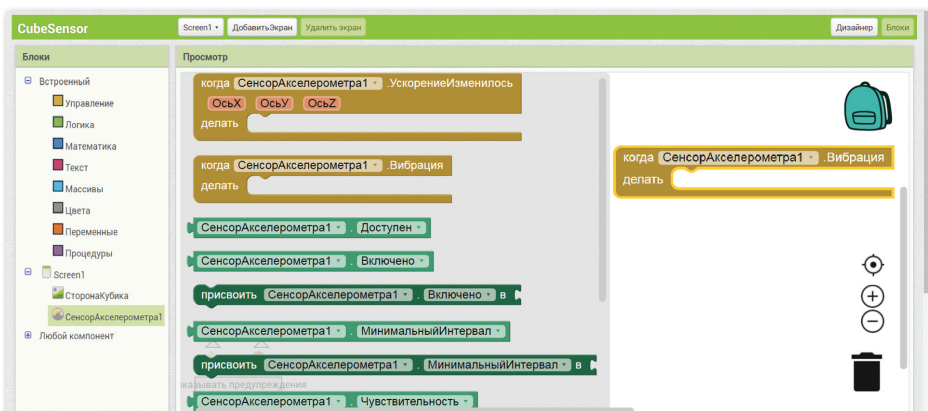 CubeSensor
Screen1
ДобавитьЭкран
Удалить экран
Дизайнер
Блоки
Блоки
Просмотр
Встроенный
Управление
Логика
Математика
Текст
Массивы
Цвета
Переменные
Процедуры
Screen1
СторонаКубика
СенсорАкселерометра1
Любой компонент
когда СенсорАкселерометра1 .УскорениеИзменилось
ОсьX ОсьY ОсьZ
делать
когда СенсорАкселерометра1 .Вибрация
делать
СенсорАкселерометра1 . Доступен
СенсорАкселерометра1 . Включено
присвоить СенсорАкселерометра1 . Включено в
СенсорАкселерометра1 . МинимальныйИнтервал
присвоить СенсорАкселерометра1 . МинимальныйИнтервал в
оказывать предупреждения
СенсорАкселерометра1 . Чувствительность
когда СенсорАкселерометра1 .Вибрация
делать